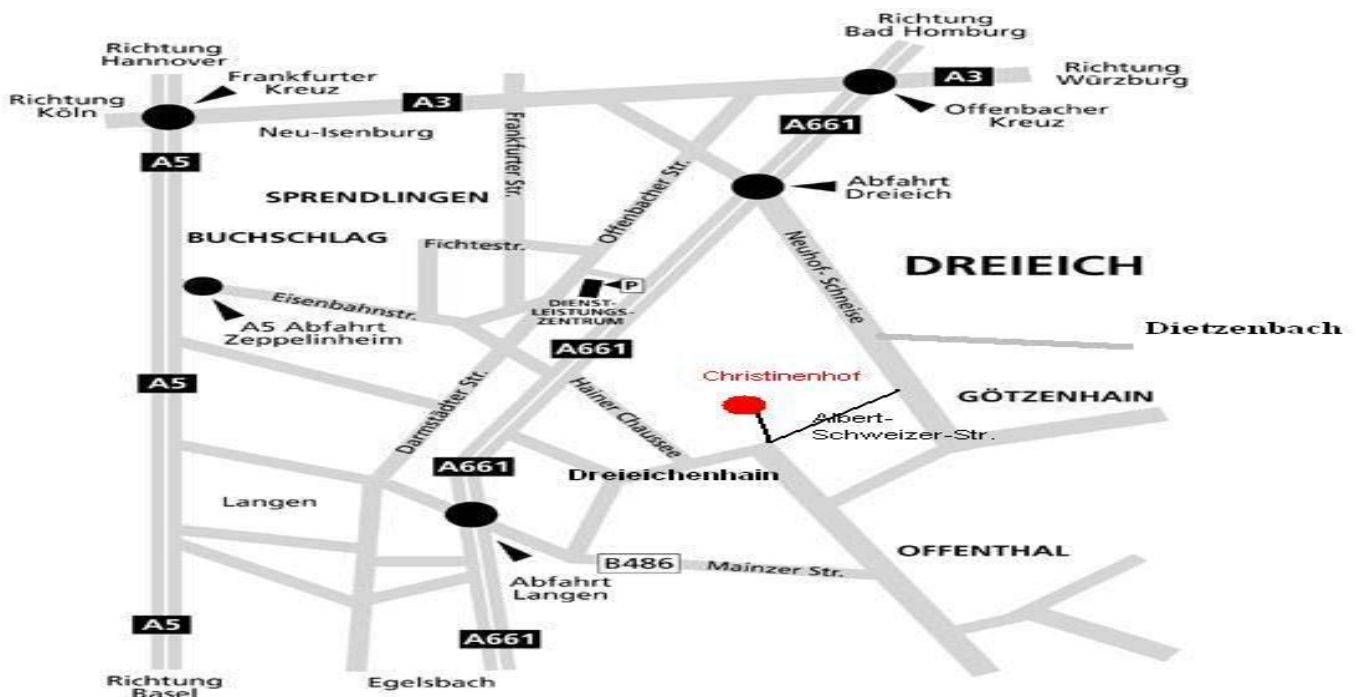 Richtung
Bad Homburg
Richtung
Hannover
Richtung
Würzburg
A3
Frankfurter
Kreuz
Richtung
Köln
A3
Offenbacher
Kreuz
Neu-Isenburg
A661
Frankfurter Str.
A5
Offenbacher Str.
Abfahrt
Dreieich
SPRENDLINGEN
BUCHSCHLAG
Fichtestr.
Neuhof- Schneise
DREIEICH
P
DIENST-
LEISTUNGS-
ZENTRUM
Eisenbahnstr.
A5 Abfahrt
Zeppelinheim
Dietzenbach
A661
A5
Christinenhof
Darmstädter Str.
Hainer Chaussee
GÖTZENHAIN
Albert-
Schweizer-Str.
A661
Dreieichenhain
Langen
OFFENTHAL
B486
Mainzer Str.
Abfahrt
Langen
A5
A661
Richtung
Basel
Egelsbach